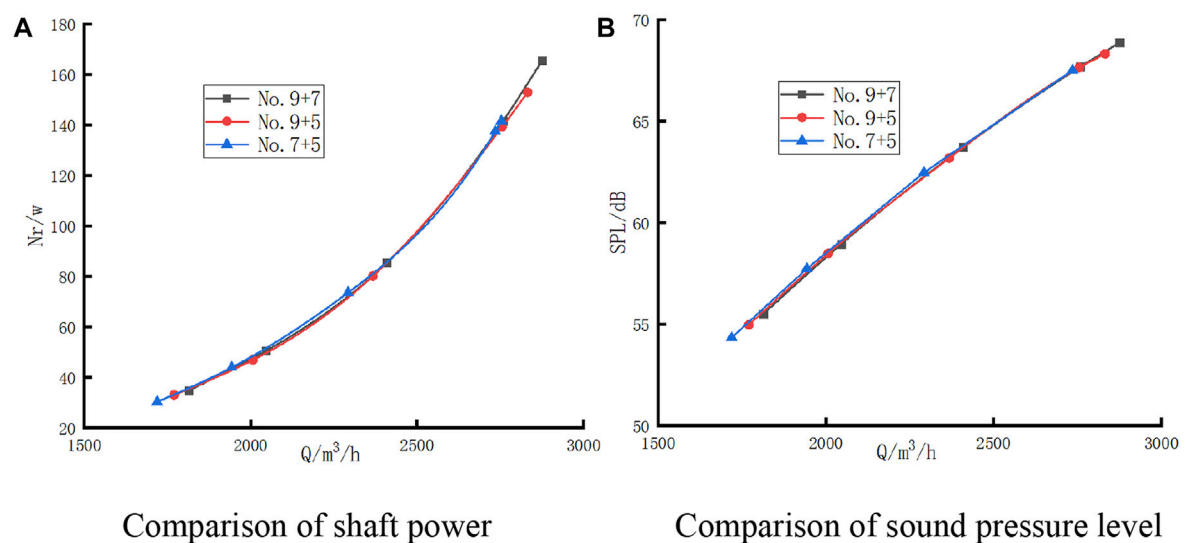 A
180
160
140
120
100
80
60
40
20
Nr/w
No. 9+7
No. 9+5
No. 7+5
1500
2000
2500
3000
Q/m³/h
Comparison of shaft power
B
70
65
60
55
50
SPL/dB
No. 9+7
No. 9+5
No. 7+5
1500
2000
2500
3000
Q/m³/h
Comparison of sound pressure level